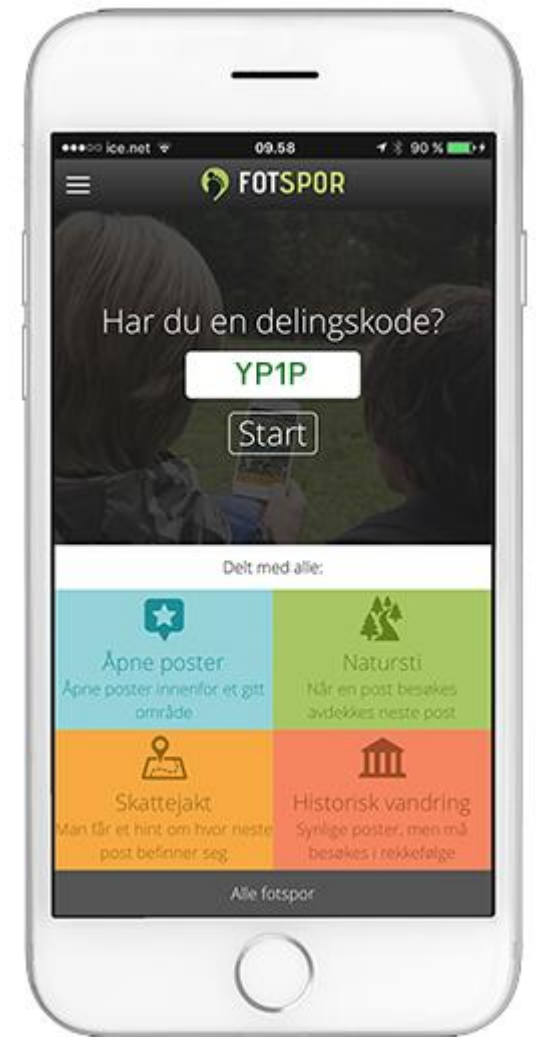 ice.net 09.58 90 %
FOTSPOR
Har du en delingskode?
YP1P
Start
Delt med alle:
Åpne poster
Åpne poster innenfor et gitt
område
Natursti
Når en post besøkes
avdekkes neste post
Skattejakt
Man får et hint om hvor neste
post befinner seg
Historisk vandring
Synlige poster, men må
besøkes i rekkefølge
Alle fotspor